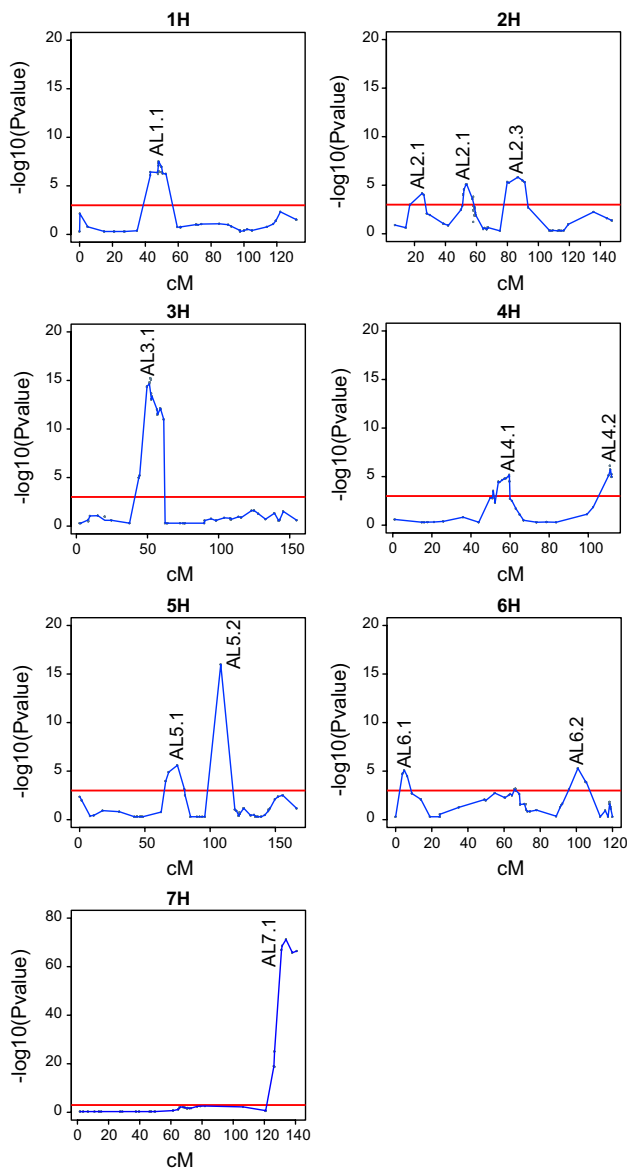 1H
-log10(Pvalue)
20
15
10
5
0
AL1.1
0 20 40 60 80 100 120
cM
2H
-log10(Pvalue)
20
15
10
5
0
AL2.1
AL2.1
AL2.3
20 40 60 80 100 120 140
cM
3H
-log10(Pvalue)
20
15
10
5
0
AL3.1
0 50 100 150
cM
4H
-log10(Pvalue)
20
15
10
5
0
AL4.1
AL4.2
0 20 40 60 80 100
cM
5H
-log10(Pvalue)
20
15
10
5
0
AL5.1
AL5.2
0 50 100 150
cM
6H
-log10(Pvalue)
20
15
10
5
0
AL6.1
AL6.2
0 20 40 60 80 100 120
cM
7H
-log10(Pvalue)
80
60
40
20
0
AL7.1
0 20 40 60 80 100 120 140
cM